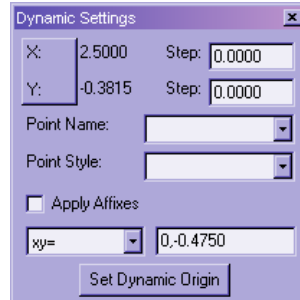 Dynamic Settings
X: 2.5000 Step: 0.0000
Y: -0.3815 Step: 0.0000
Point Name:
Point Style:
Apply Affixes
xy= 0,-0.4750
Set Dynamic Origin